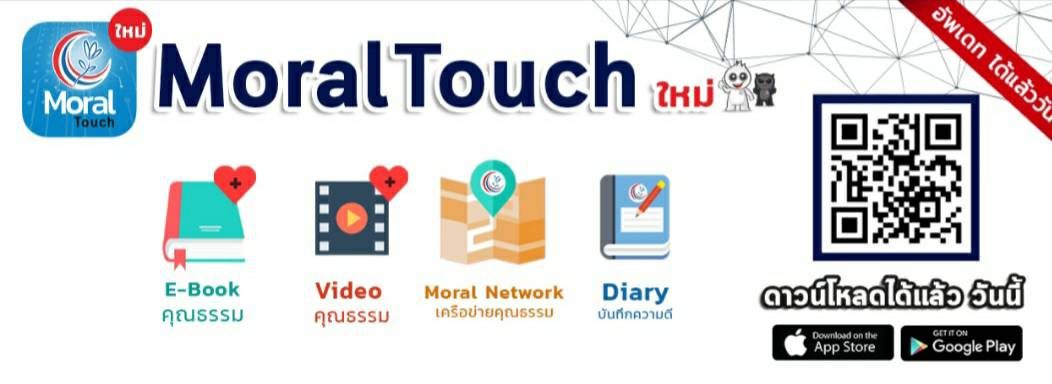 ใหม่
Moral
Touch
MoralTouch ใหม่
อัพเดท ได้แล้ววัน
E-Book
คุณธรรม
Video
คุณธรรม
Moral Network
เครือข่ายคุณธรรม
Diary
บันทึกความดี
ดาวน์โหลดได้แล้ว วันนี้
Download on the
App Store
GET IT ON
Google Play